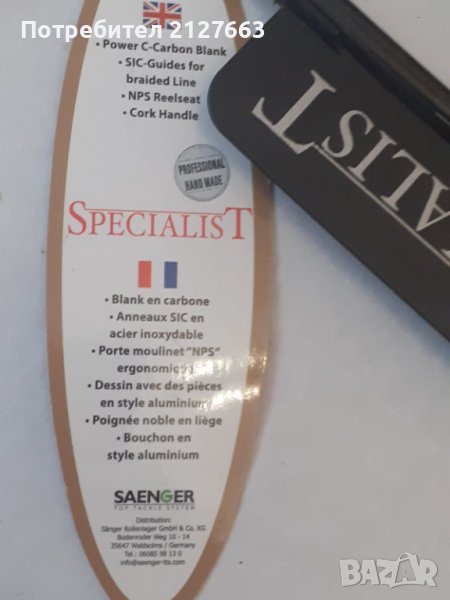 Потребител 2127663
• Power C-Carbon Blank
• SIC-Guides for
braided Line
• NPS Reelseat
• Cork Handle
PROFESSIONAL
HAND MADE
SPECIALIST
ALIST
• Blank en carbone
• Anneaux SIC en
acier inoxydable
• Porte moulinet "NPS"
ergonomique
• Dessin avec des pièces
en style aluminium
• Poignée noble en liège
• Bouchon en
style aluminium
SAENGER
TOP TACKLE SYSTEM
Distribution:
Sänger Rollenlager GmbH & Co. KG
Bodenroder Weg 10 - 14
35647 Waldsolms / Germany
Tel.: 06085 98 13 0
info@saenger-tts.com
bazar